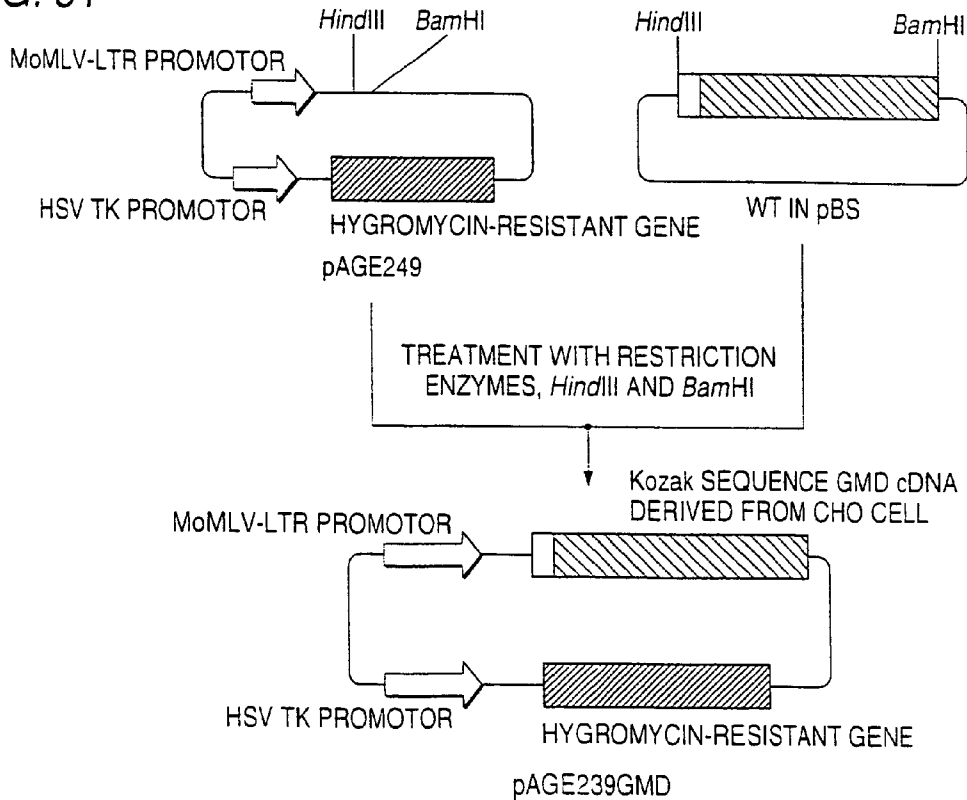 HindIII BamHI
MoMLV-LTR PROMOTOR
HSV TK PROMOTOR
HYGROMYCIN-RESISTANT GENE
pAGE249
HindIII
BamHI
WT IN pBS
TREATMENT WITH RESTRICTION
ENZYMES, HindIII AND BamHI
Kozak SEQUENCE GMD cDNA
DERIVED FROM CHO CELL
MoMLV-LTR PROMOTOR
HSV TK PROMOTOR
HYGROMYCIN-RESISTANT GENE
pAGE239GMD